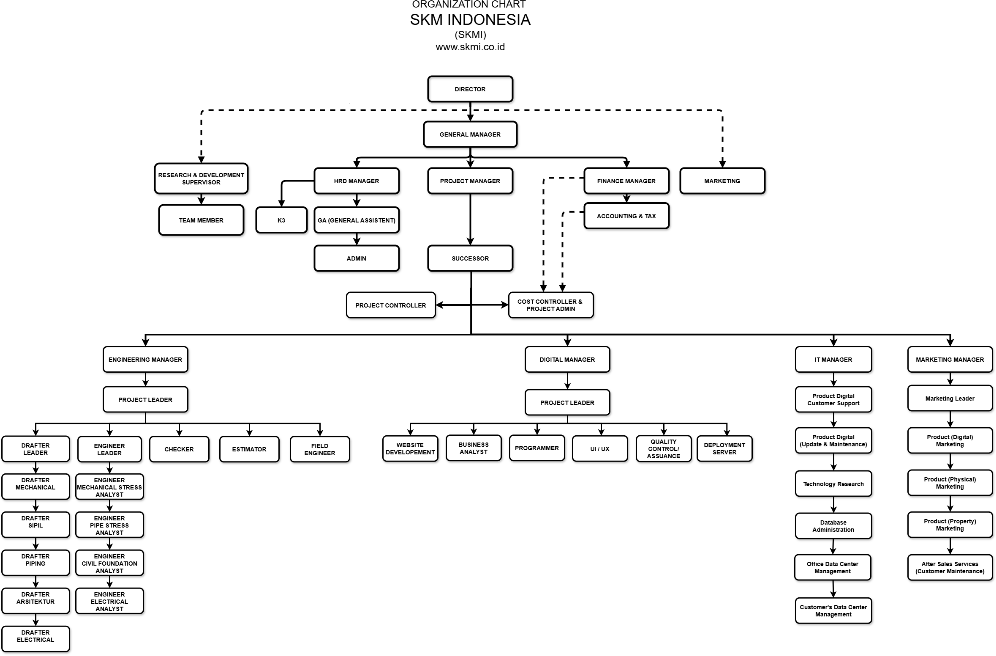 ORGANIZATION CHART
SKM INDONESIA
(SKMI)
www.skmi.co.id
DIRECTOR
GENERAL MANAGER
RESEARCH & DEVELOPMENT
SUPERVISOR
HRD MANAGER
PROJECT MANAGER
FINANCE MANAGER
MARKETING
TEAM MEMBER
K3
GA (GENERAL ASSISTENT)
ACCOUNTING & TAX
ADMIN
SUCCESSOR
PROJECT CONTROLLER
COST CONTROLLER &
PROJECT ADMIN
ENGINEERING MANAGER
DIGITAL MANAGER
IT MANAGER
MARKETING MANAGER
PROJECT LEADER
PROJECT LEADER
Product Digital
Customer Support
Marketing Leader
DRAFTER
LEADER
ENGINEER
LEADER
CHECKER
ESTIMATOR
FIELD
ENGINEER
WEBSITE
DEVELOPEMENT
BUSINESS
ANALYST
PROGRAMMER
UI / UX
QUALITY
CONTROL/
ASSUANCE
DEPLOYMENT
SERVER
Product Digital
(Update & Maintenance)
Product (Digital)
Marketing
DRAFTER
MECHANICAL
ENGINEER
MECHANICAL STRESS
ANALYST
Technology Research
Product (Physical)
Marketing
DRAFTER
SIPIL
ENGINEER
PIPE STRESS
ANALYST
Database
Administration
Product (Property)
Marketing
DRAFTER
PIPING
ENGINEER
CIVIL FOUNDATION
ANALYST
Office Data Center
Management
After Sales Services
(Customer Maintenance)
DRAFTER
ARSITEKTUR
ENGINEER
ELECTRICAL
ANALYST
Customer's Data Center
Management
DRAFTER
ELECTRICAL